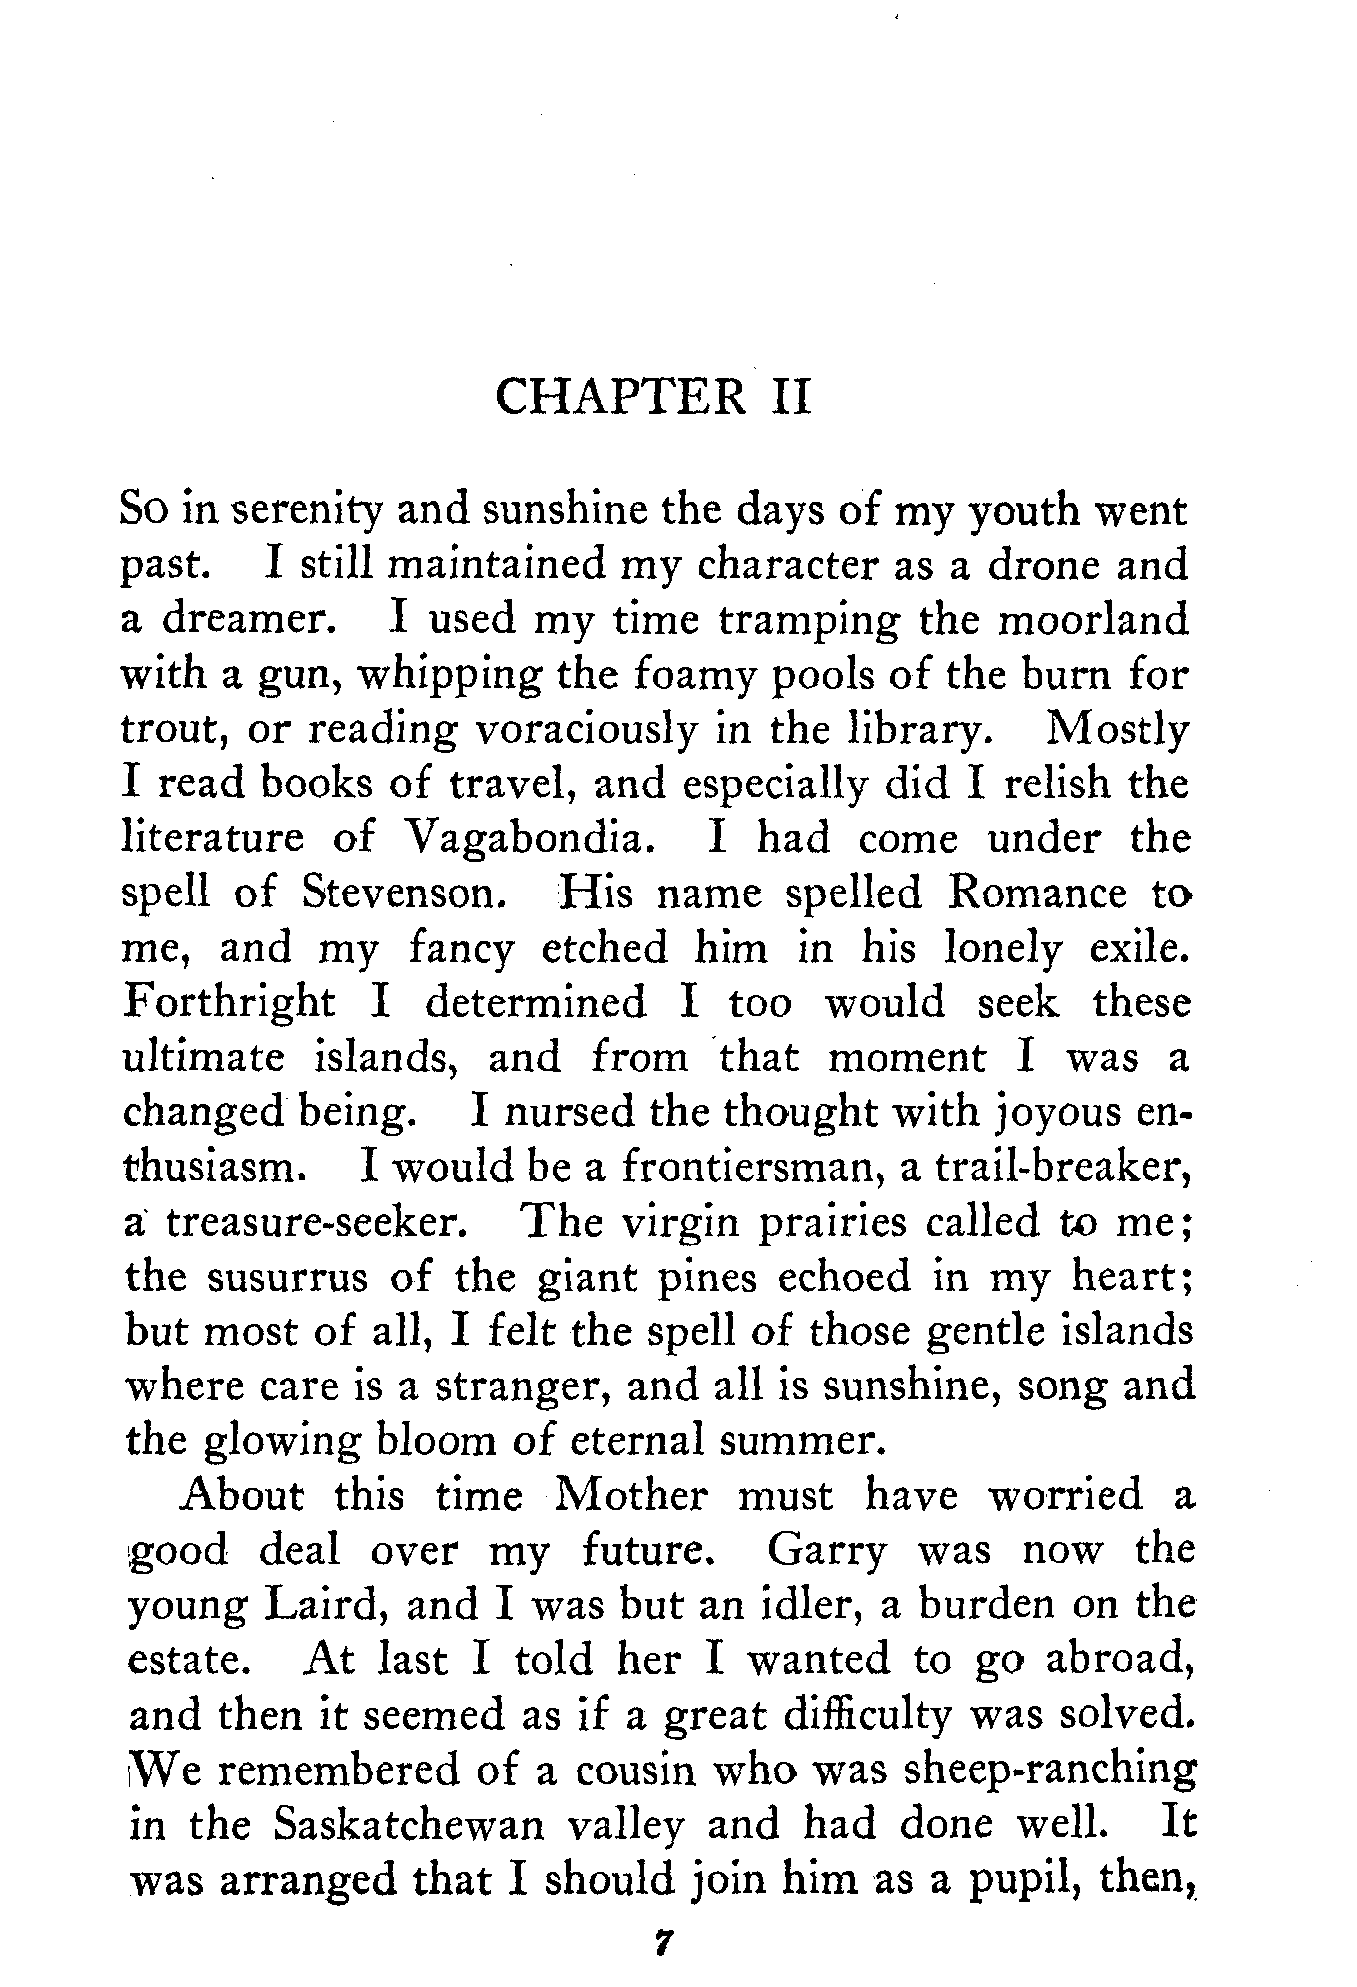 CHAPTER II
So in serenity and sunshine the days of my youth went
past. I still maintained my character as a drone and
a dreamer. I used my time tramping the moorland
with a gun, whipping the foamy pools of the burn for
trout, or reading voraciously in the library. Mostly
I read books of travel, and especially did I relish the
literature of Vagabondia. I had come under the
spell of Stevenson. His name spelled Romance to
me, and my fancy etched him in his lonely exile.
Forthright I determined I too would seek these
ultimate islands, and from that moment I was a
changed being. I nursed the thought with joyous en-
thusiasm. I would be a frontiersman, a trail-breaker,
a treasure-seeker. The virgin prairies called to me;
the susurrus of the giant pines echoed in my heart;
but most of all, I felt the spell of those gentle islands
where care is a stranger, and all is sunshine, song and
the glowing bloom of eternal summer.
About this time Mother must have worried a
good deal over my future. Garry was now the
young Laird, and I was but an idler, a burden on the
estate. At last I told her I wanted to go abroad,
and then it seemed as if a great difficulty was solved.
We remembered of a cousin who was sheep-ranching
in the Saskatchewan valley and had done well. It
was arranged that I should join him as a pupil, then,
7